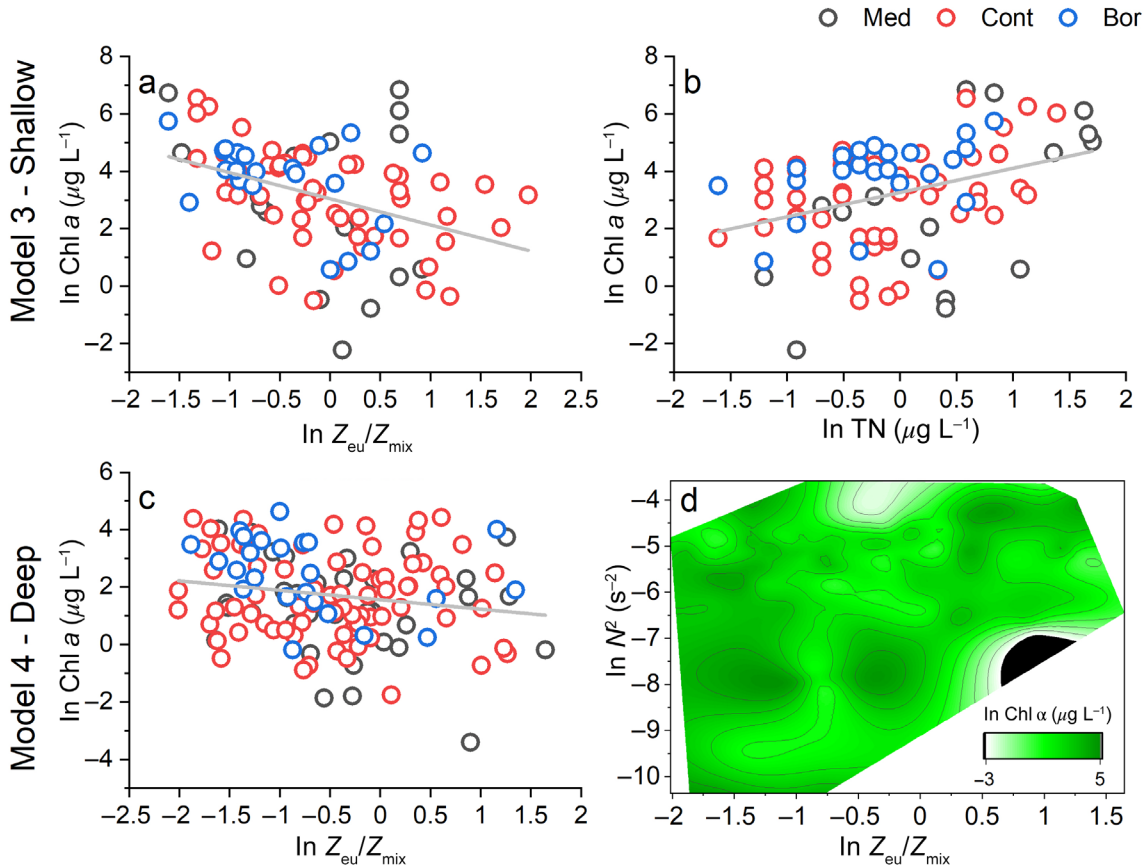 Med Cont Bor
Model 3 - Shallow
a
ln Chl a (μg L⁻¹)
8
6
4
2
0
−2
−2 −1.5 −1 −0.5 0 0.5 1 1.5 2 2.5
ln Zeu/Zmix
b
ln Chl a (μg L⁻¹)
8
6
4
2
0
−2
−2 −1.5 −1 −0.5 0 0.5 1 1.5 2
ln TN (μg L⁻¹)
Model 4 - Deep
c
ln Chl a (μg L⁻¹)
6
4
2
0
−2
−4
−2.5 −2 −1.5 −1 −0.5 0 0.5 1 1.5 2
ln Zeu/Zmix
d
ln N² (s⁻²)
−4
−5
−6
−7
−8
−9
−10
ln Chl α (μg L⁻¹)
−3 5
−2 −1.5 −1 −0.5 0 0.5 1 1.5
ln Zeu/Zmix